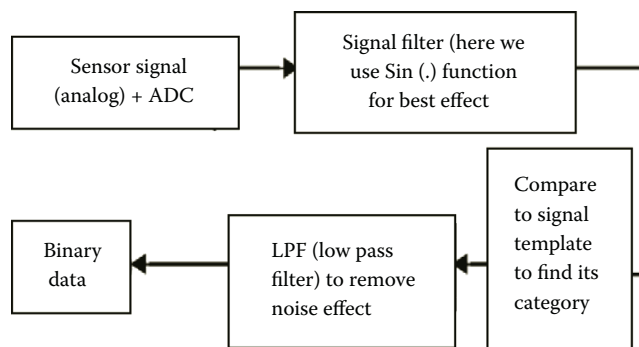 Sensor signal
(analog) + ADC
Signal filter (here we
use Sin (.) function
for best effect
Compare
to signal
template
to find its
category
LPF (low pass
filter) to remove
noise effect
Binary
data